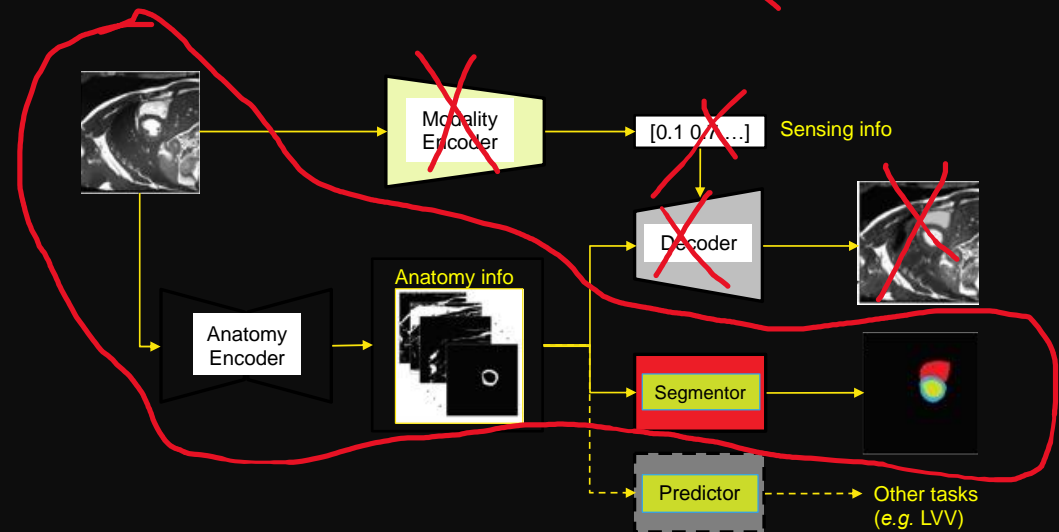 Modality
Encoder
[0.1 0.7 …]
Sensing info
Decoder
Anatomy info
Anatomy
Encoder
Segmentor
Predictor
Other tasks
(e.g. LVV)